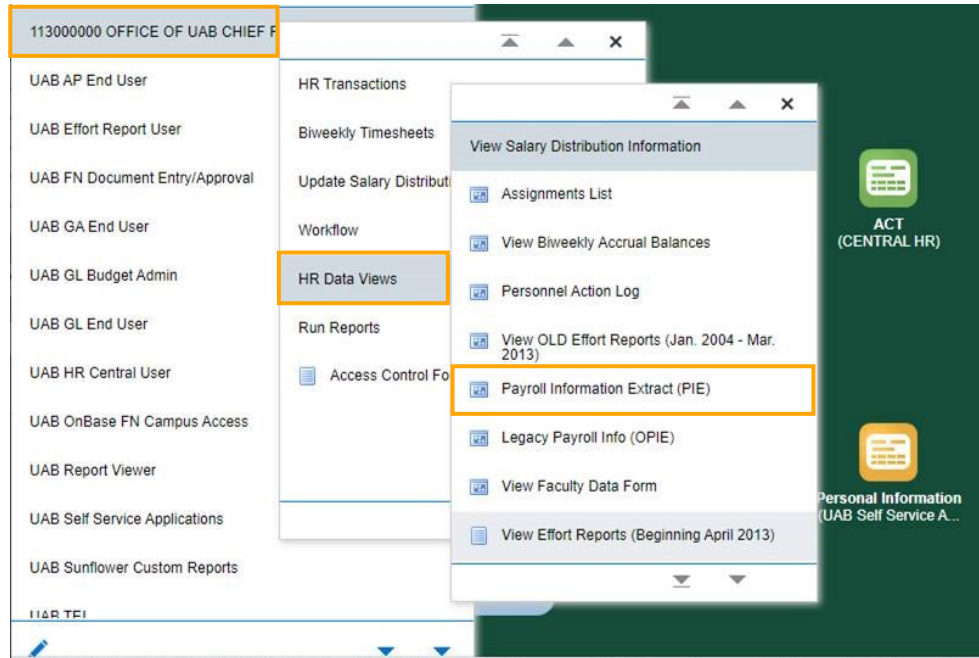 113000000 OFFICE OF UAB CHIEF F
UAB AP End User
UAB Effort Report User
UAB FN Document Entry/Approval
UAB GA End User
UAB GL Budget Admin
UAB GL End User
UAB HR Central User
UAB OnBase FN Campus Access
UAB Report Viewer
UAB Self Service Applications
UAB Sunflower Custom Reports
UAB TEL
HR Transactions
Biweekly Timesheets
Update Salary Distributi
Workflow
HR Data Views
Run Reports
Access Control Fo
View Salary Distribution Information
Assignments List
View Biweekly Accrual Balances
Personnel Action Log
View OLD Effort Reports (Jan. 2004 - Mar.
2013)
Payroll Information Extract (PIE)
Legacy Payroll Info (OPIE)
View Faculty Data Form
View Effort Reports (Beginning April 2013)
ACT
(CENTRAL HR)
Personal Information
(UAB Self Service A...